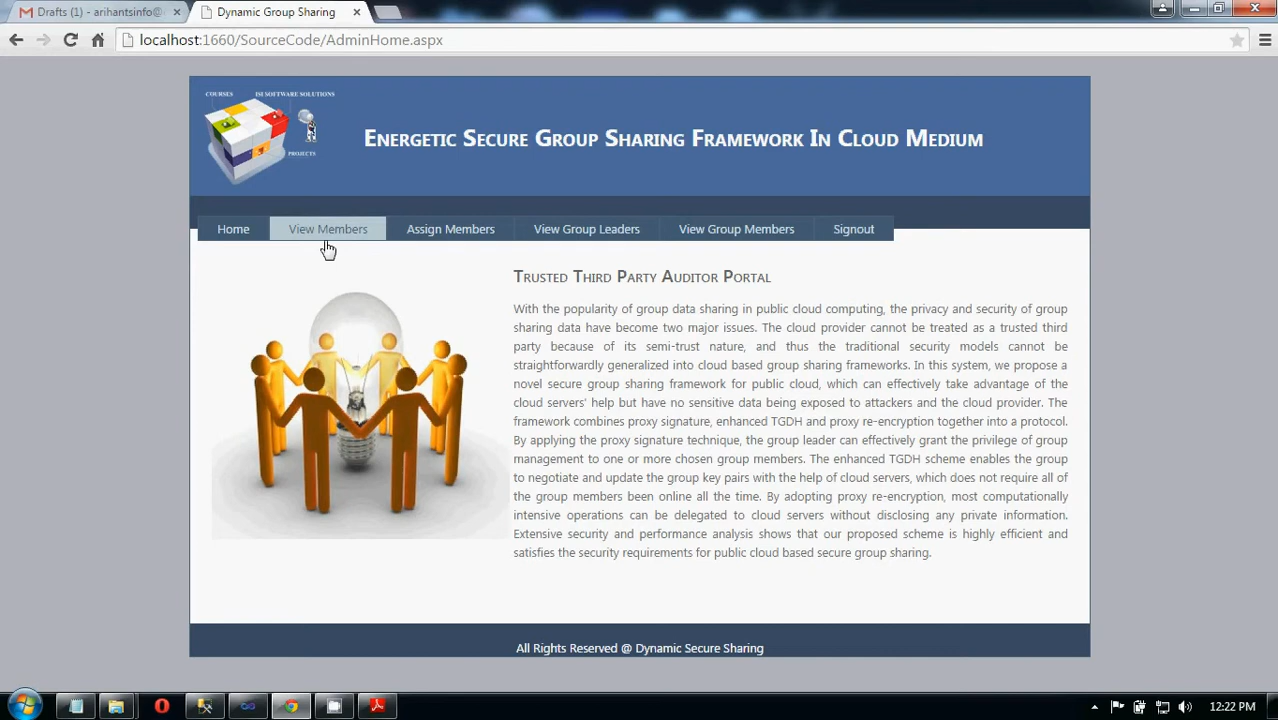 Drafts (1) - arihantsinfo@
Dynamic Group Sharing
localhost:1660/SourceCode/AdminHome.aspx
COURSES ISI SOFTWARE SOLUTIONS
PROJECTS
Energetic Secure Group Sharing Framework In Cloud Medium
Home View Members Assign Members View Group Leaders View Group Members Signout
Trusted Third Party Auditor Portal
With the popularity of group data sharing in public cloud computing, the privacy and security of group
sharing data have become two major issues. The cloud provider cannot be treated as a trusted third
party because of its semi-trust nature, and thus the traditional security models cannot be
straightforwardly generalized into cloud based group sharing frameworks. In this system, we propose a
novel secure group sharing framework for public cloud, which can effectively take advantage of the
cloud servers' help but have no sensitive data being exposed to attackers and the cloud provider. The
framework combines proxy signature, enhanced TGDH and proxy re-encryption together into a protocol.
By applying the proxy signature technique, the group leader can effectively grant the privilege of group
management to one or more chosen group members. The enhanced TGDH scheme enables the group
to negotiate and update the group key pairs with the help of cloud servers, which does not require all of
the group members been online all the time. By adopting proxy re-encryption, most computationally
intensive operations can be delegated to cloud servers without disclosing any private information.
Extensive security and performance analysis shows that our proposed scheme is highly efficient and
satisfies the security requirements for public cloud based secure group sharing.
All Rights Reserved @ Dynamic Secure Sharing
12:22 PM